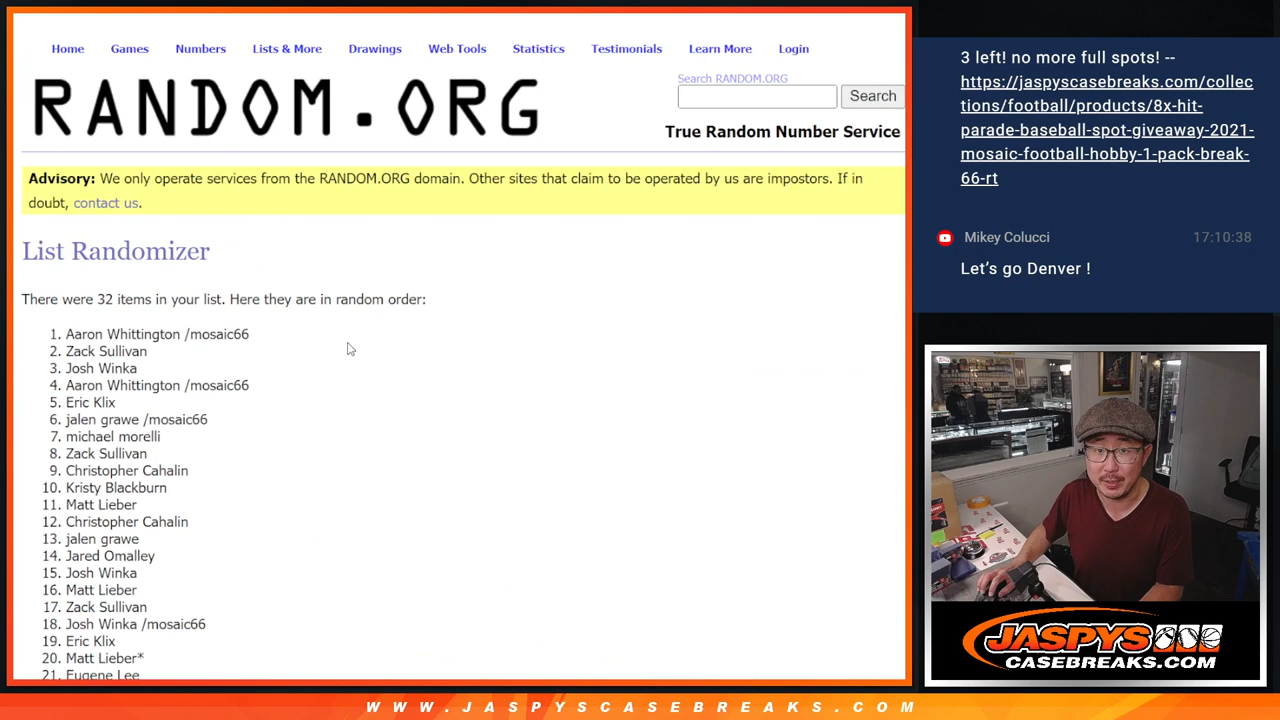 Home Games Numbers Lists & More Drawings Web Tools Statistics Testimonials Learn More Login
RANDOM.ORG
Search RANDOM.ORG
Search
True Random Number Service
Advisory: We only operate services from the RANDOM.ORG domain. Other sites that claim to be operated by us are impostors. If in
doubt, contact us.
List Randomizer
There were 32 items in your list. Here they are in random order:
1. Aaron Whittington /mosaic66
2. Zack Sullivan
3. Josh Winka
4. Aaron Whittington /mosaic66
5. Eric Klix
6. jalen grawe /mosaic66
7. michael morelli
8. Zack Sullivan
9. Christopher Cahalin
10. Kristy Blackburn
11. Matt Lieber
12. Christopher Cahalin
13. jalen grawe
14. Jared Omalley
15. Josh Winka
16. Matt Lieber
17. Zack Sullivan
18. Josh Winka /mosaic66
19. Eric Klix
20. Matt Lieber*
21. Eugene Lee
3 left! no more full spots! --
https://jaspyscasebreaks.com/collec
tions/football/products/8x-hit-
parade-baseball-spot-giveaway-2021-
mosaic-football-hobby-1-pack-break-
66-rt
Mikey Colucci 17:10:38
Let's go Denver !
JASPYS
CASEBREAKS.COM
WWW.JASPYSCASEBREAKS.COM